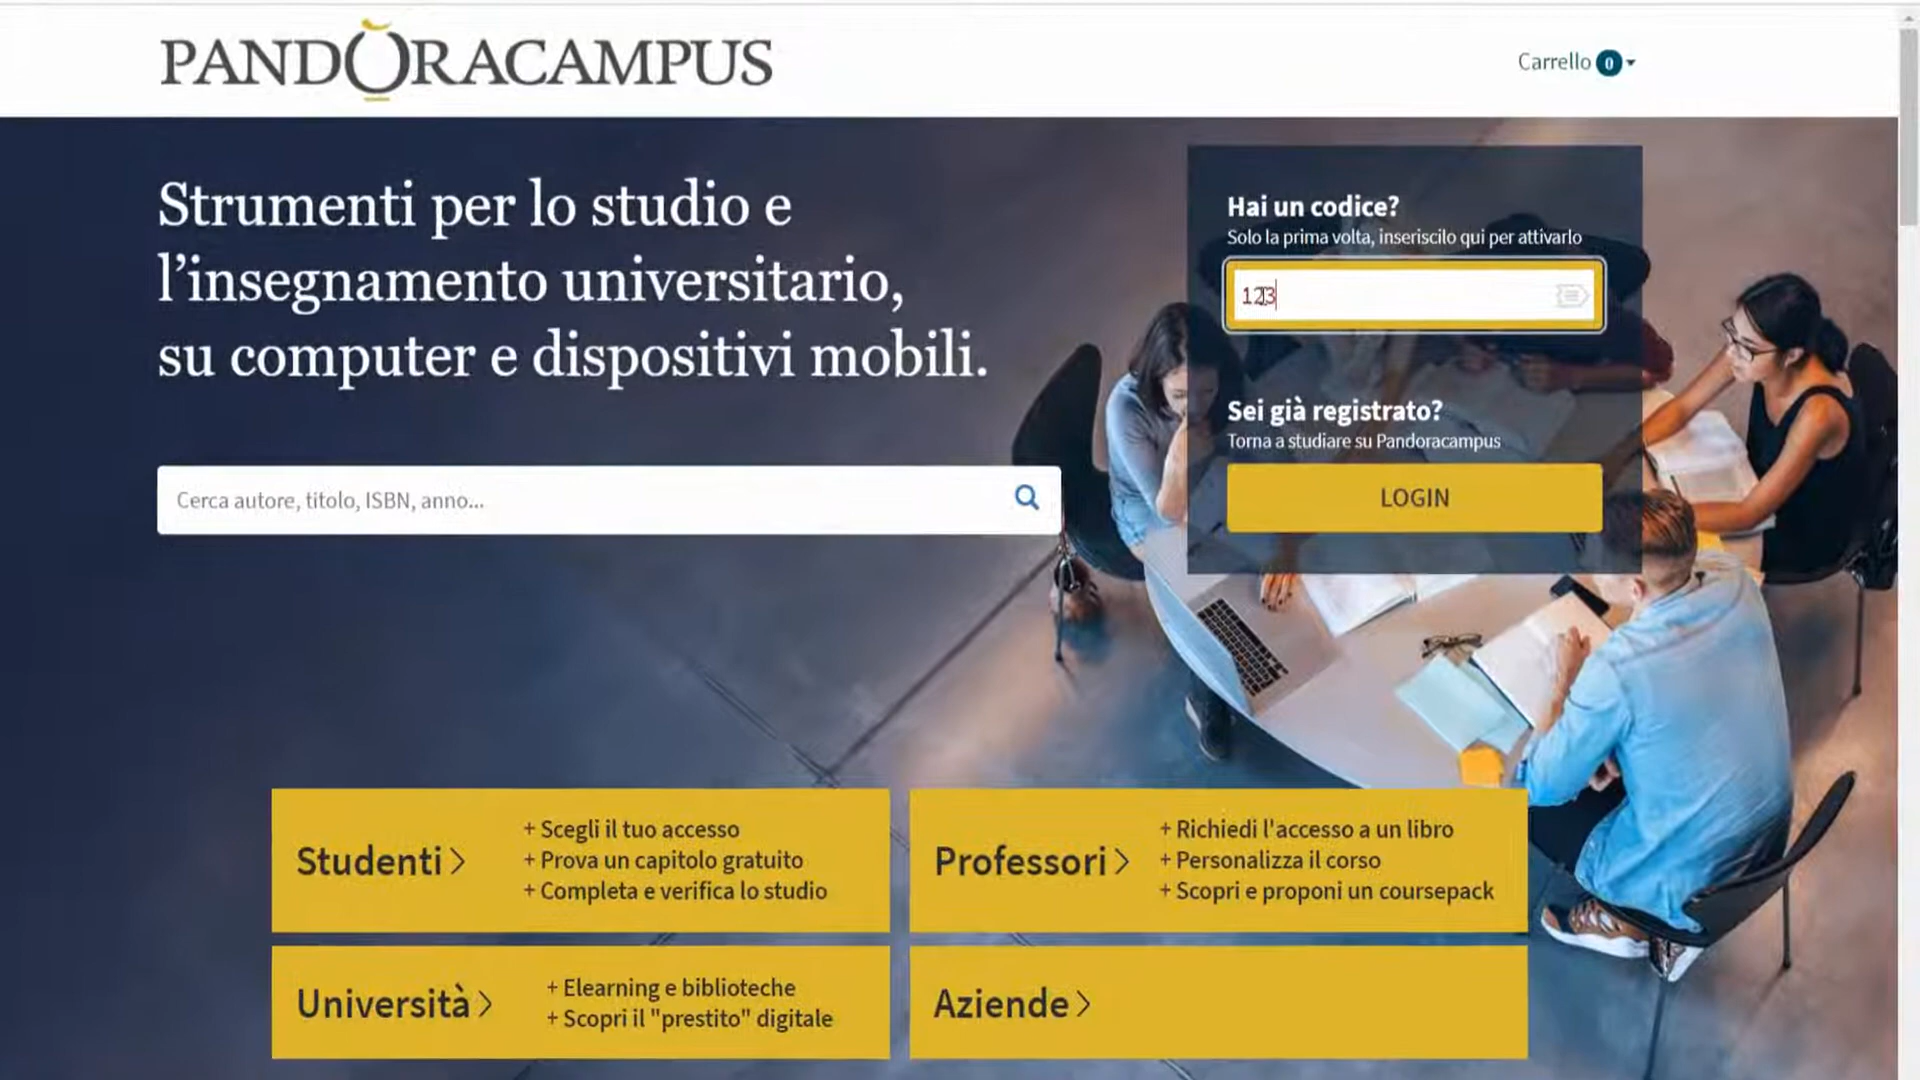 PANDORACAMPUS
Carrello 0
Strumenti per lo studio e
l’insegnamento universitario,
su computer e dispositivi mobili.
Cerca autore, titolo, ISBN, anno...
Hai un codice?
Solo la prima volta, inseriscilo qui per attivarlo
123
Sei già registrato?
Torna a studiare su Pandoracampus
LOGIN
Studenti
+ Scegli il tuo accesso
+ Prova un capitolo gratuito
+ Completa e verifica lo studio
Professori
+ Richiedi l'accesso a un libro
+ Personalizza il corso
+ Scopri e proponi un coursepack
Università
+ Elearning e biblioteche
+ Scopri il "prestito" digitale
Aziende